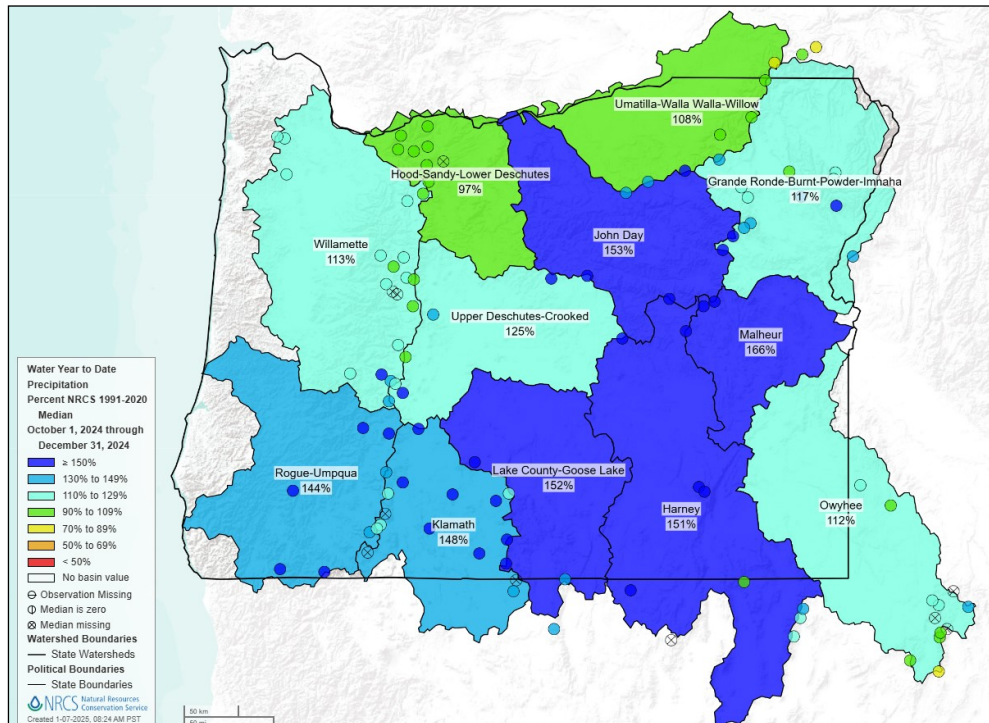 Umatilla-Walla Walla-Willow
108%
Hood-Sandy-Lower Deschutes
97%
Grande Ronde-Burnt-Powder-Imnaha
117%
John Day
153%
Willamette
113%
Upper Deschutes-Crooked
125%
Malheur
166%
Rogue-Umpqua
144%
Lake County-Goose Lake
152%
Klamath
148%
Harney
151%
Owyhee
112%
Water Year to Date
Precipitation
Percent NRCS 1991-2020
Median
October 1, 2024 through
December 31, 2024
≥ 150%
130% to 149%
110% to 129%
90% to 109%
70% to 89%
50% to 69%
< 50%
No basin value
Observation Missing
Median is zero
Median missing
Watershed Boundaries
State Watersheds
Political Boundaries
State Boundaries
NRCS Natural Resources
Conservation Service
Created 1-07-2025, 08:24 AM PST
50 km
50 mi